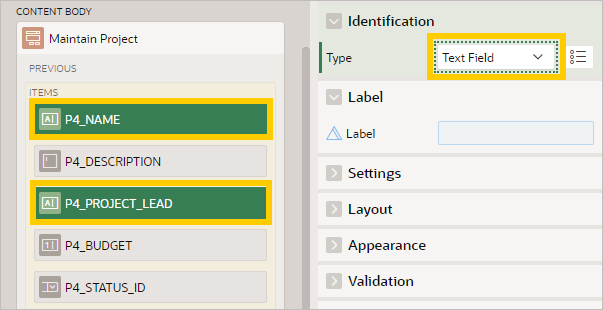 CONTENT BODY
Maintain Project
PREVIOUS
ITEMS
P4_NAME
P4_DESCRIPTION
P4_PROJECT_LEAD
P4_BUDGET
P4_STATUS_ID
Identification
Type
Text Field
Label
Label
Settings
Layout
Appearance
Validation